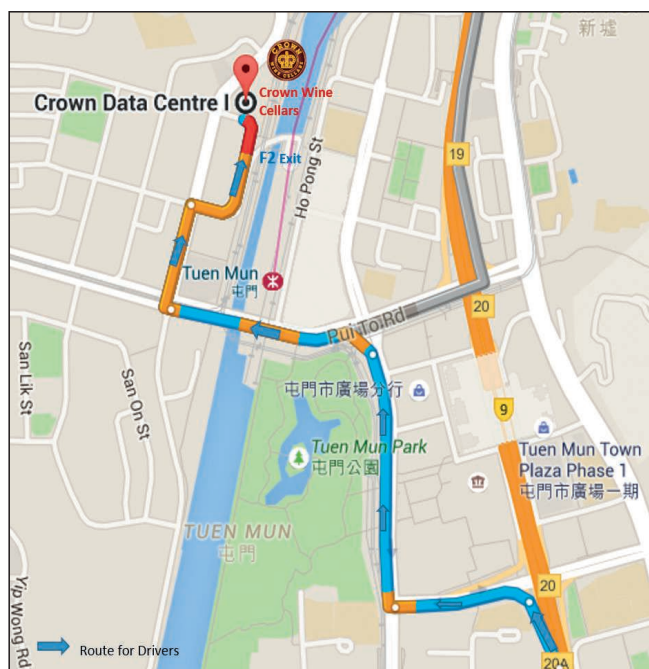 新墟
CROWN
WINE CELLARS
Crown Wine
Cellars
Crown Data Centre I
F2 Exit
Ho Pong St
19
Tuen Mun
屯門
20
Pui To Rd
San Lik St
San On St
屯門市廣場分行
9
Tuen Mun Park
屯門公園
Tuen Mun Town
Plaza Phase 1
屯門市廣場一期
TUEN MUN
屯門
Yip Wong Rd
20
Route for Drivers
20A